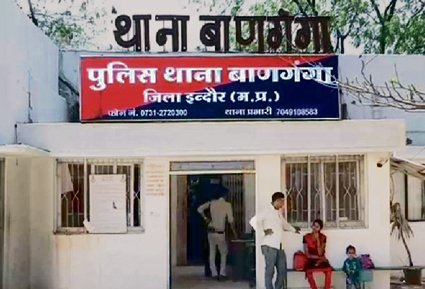 थाना बाणगंगा
पुलिस थाना बाणगंगा
जिला इन्दौर (म.प्र.)
फोन नं. 0731-2720300 थाना प्रभारी 7049108583